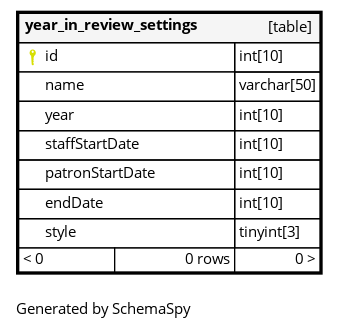 year_in_review_settings [table]
id int[10]
name varchar[50]
year int[10]
staffStartDate int[10]
patronStartDate int[10]
endDate int[10]
style tinyint[3]
< 0 0 rows 0 >
Generated by SchemaSpy